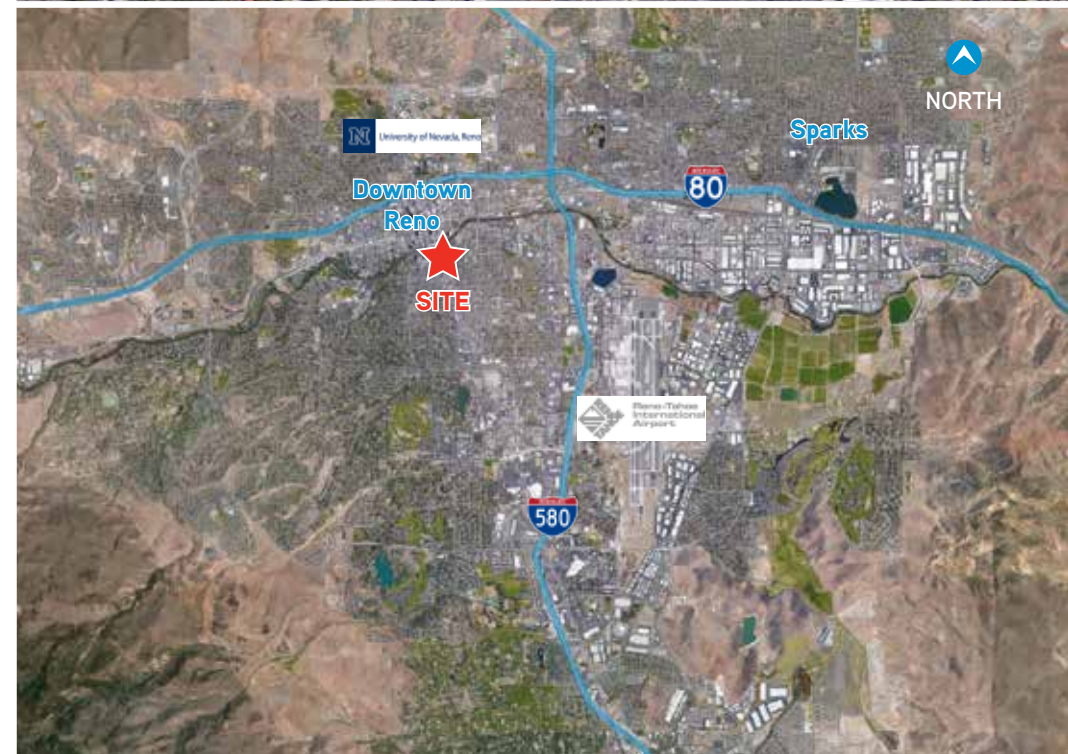 NORTH
Sparks
N University of Nevada, Reno
80
Downtown
Reno
SITE
Reno-Tahoe
International
Airport
580